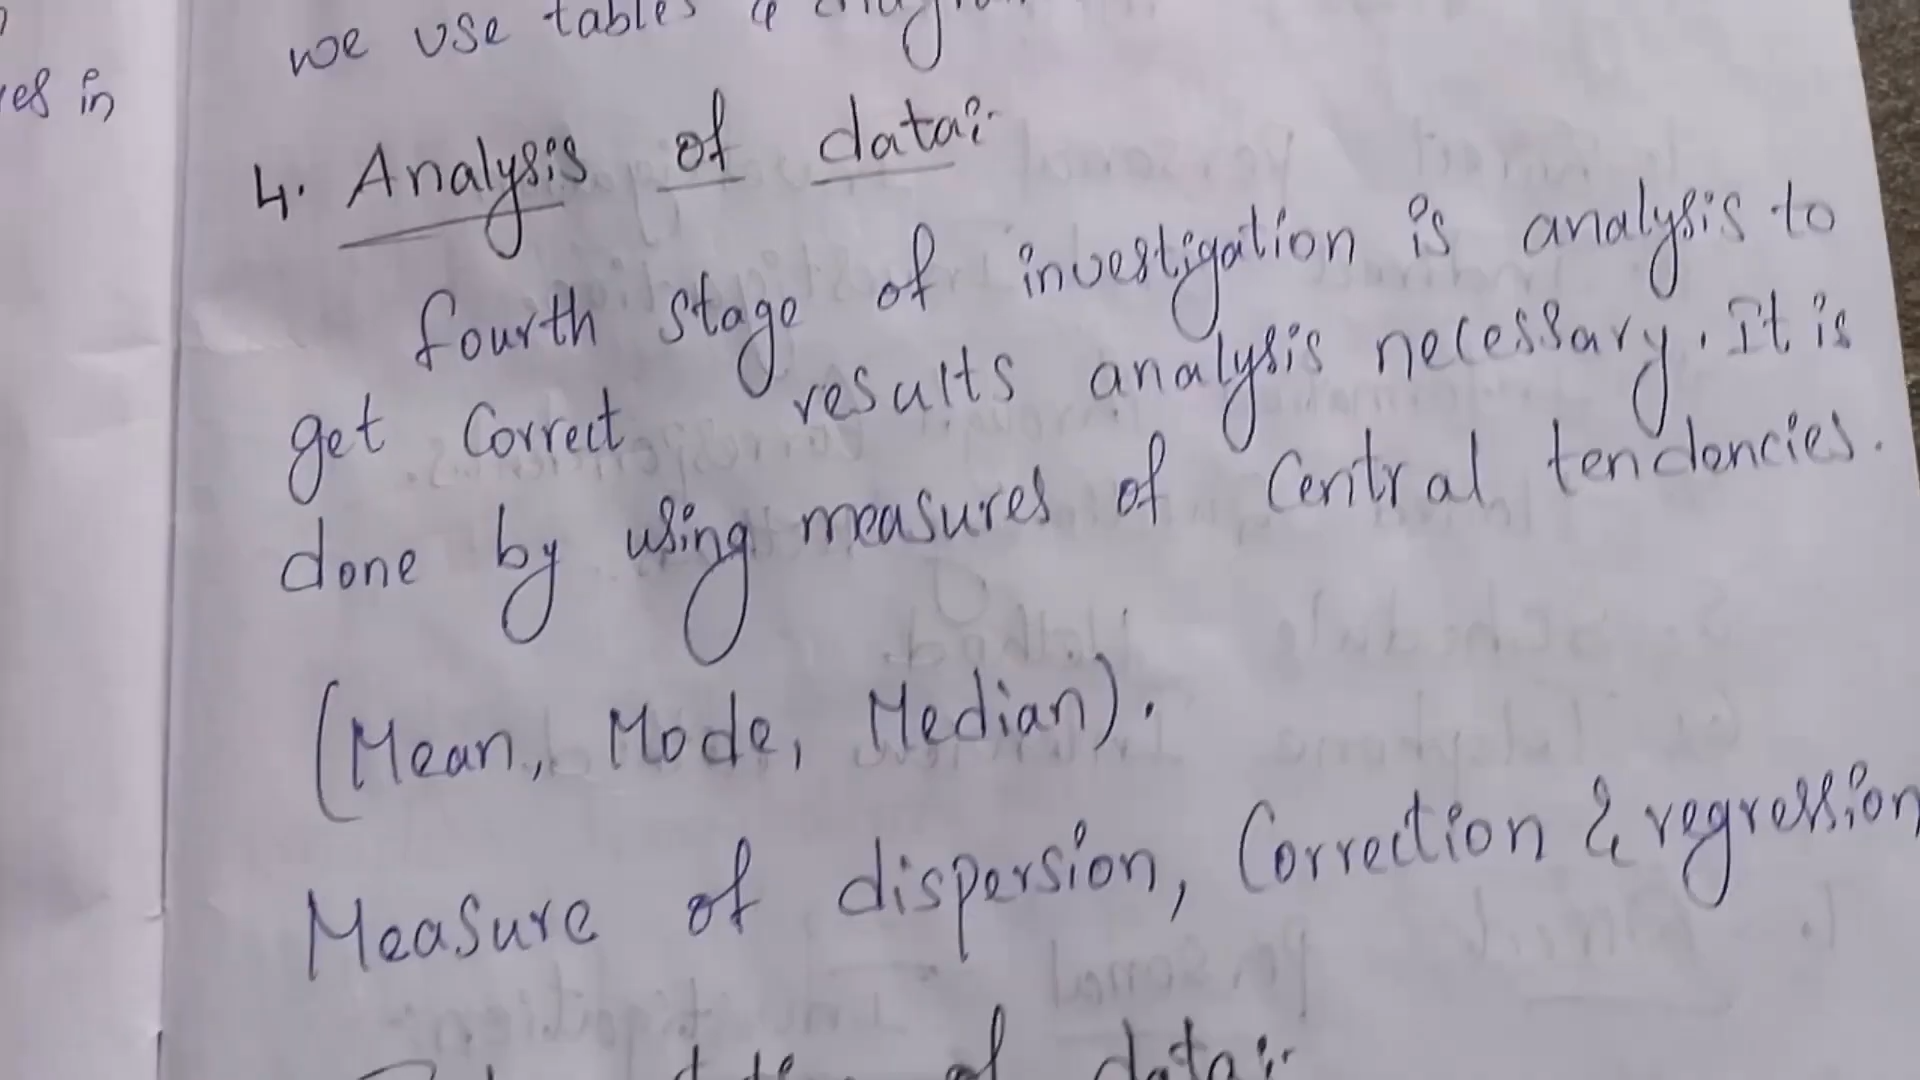 we use tables &
es in
4. Analysis of data:-
fourth stage of investigation is analysis to
get Correct results analysis necessary. It is
done by using measures of Central tendencies.
(Mean, Mode, Median).
Measure of dispersion, Correction & regression
of data:-